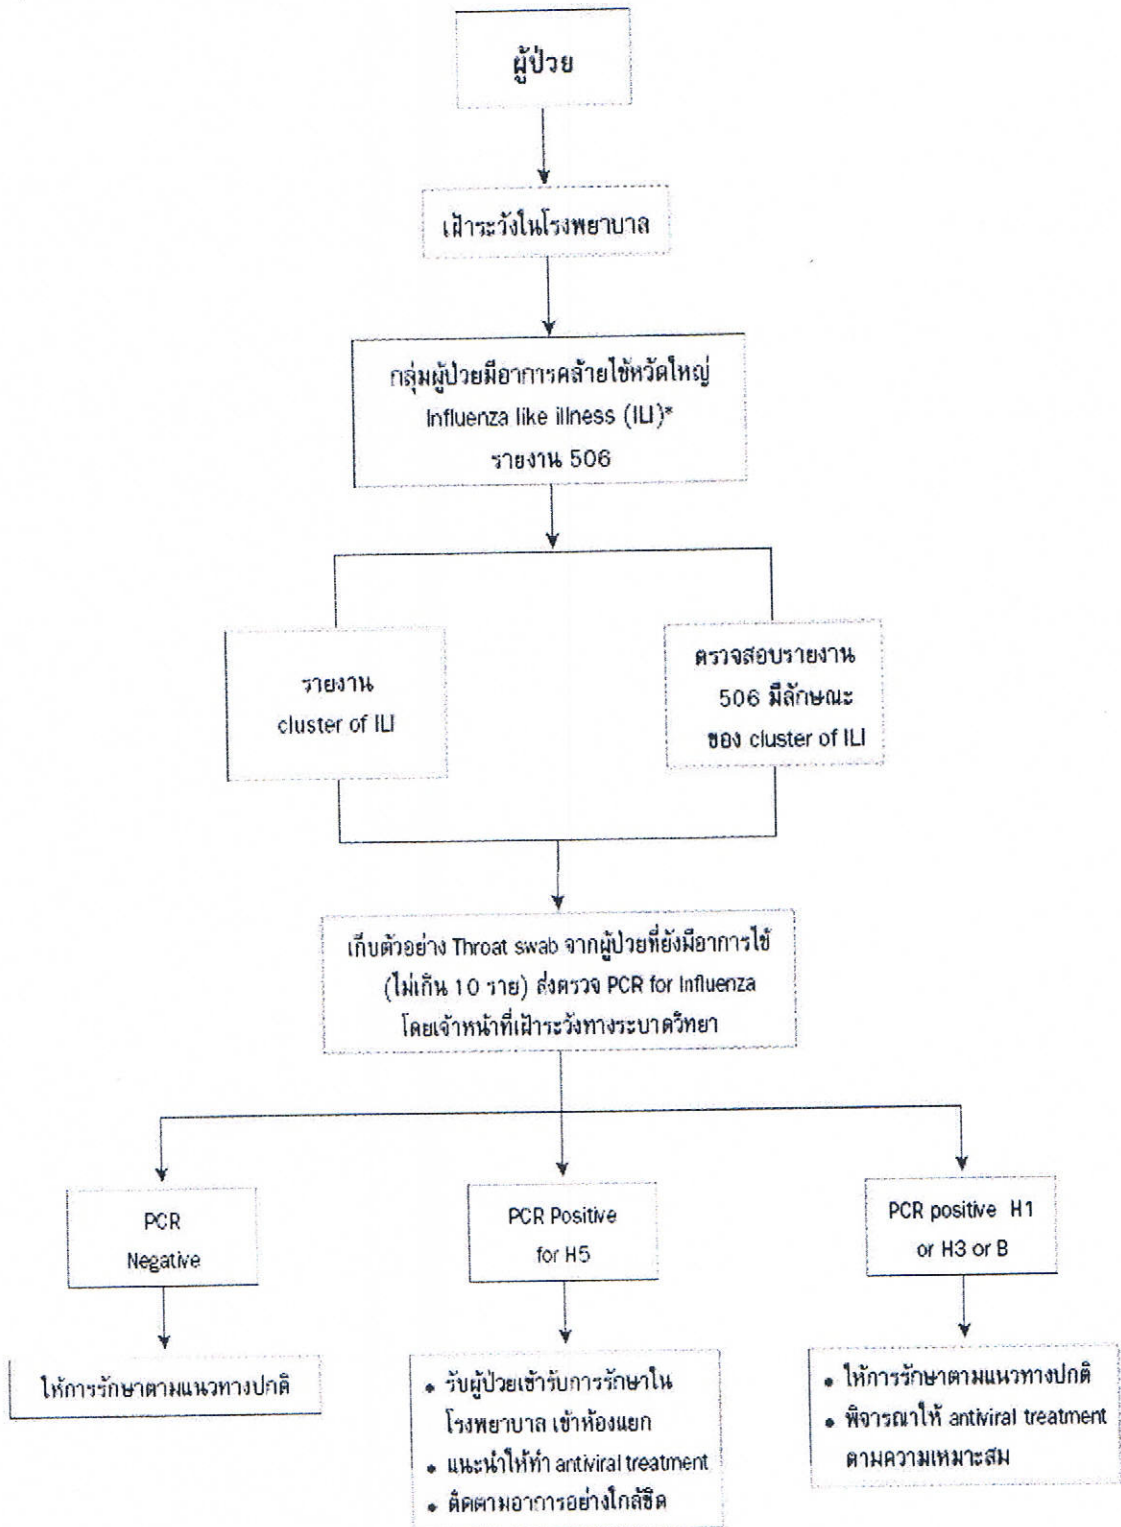 ผู้ป่วย
เฝ้าระวังในโรงพยาบาล
กลุ่มผู้ป่วยมีอาการคล้ายไข้หวัดใหญ่
Influenza like illness (ILI)*
รายงาน 506
รายงาน
cluster of ILI
ตรวจสอบรายงาน
506 มีลักษณะ
ของ cluster of ILI
เก็บตัวอย่าง Throat swab จากผู้ป่วยที่ยังมีอาการไข้
(ไม่เกิน 10 ราย) ส่งตรวจ PCR for Influenza
โดยเจ้าหน้าที่เฝ้าระวังทางระบาดวิทยา
PCR
Negative
PCR Positive
for H5
PCR positive H1
or H3 or B
ให้การรักษาตามแนวทางปกติ
• รับผู้ป่วยเข้ารับการรักษาใน
โรงพยาบาล เข้าห้องแยก
• แนะนำให้ทำ antiviral treatment
• ติดตามอาการอย่างใกล้ชิด
• ให้การรักษาตามแนวทางปกติ
• พิจารณาให้ antiviral treatment
ตามความเหมาะสม